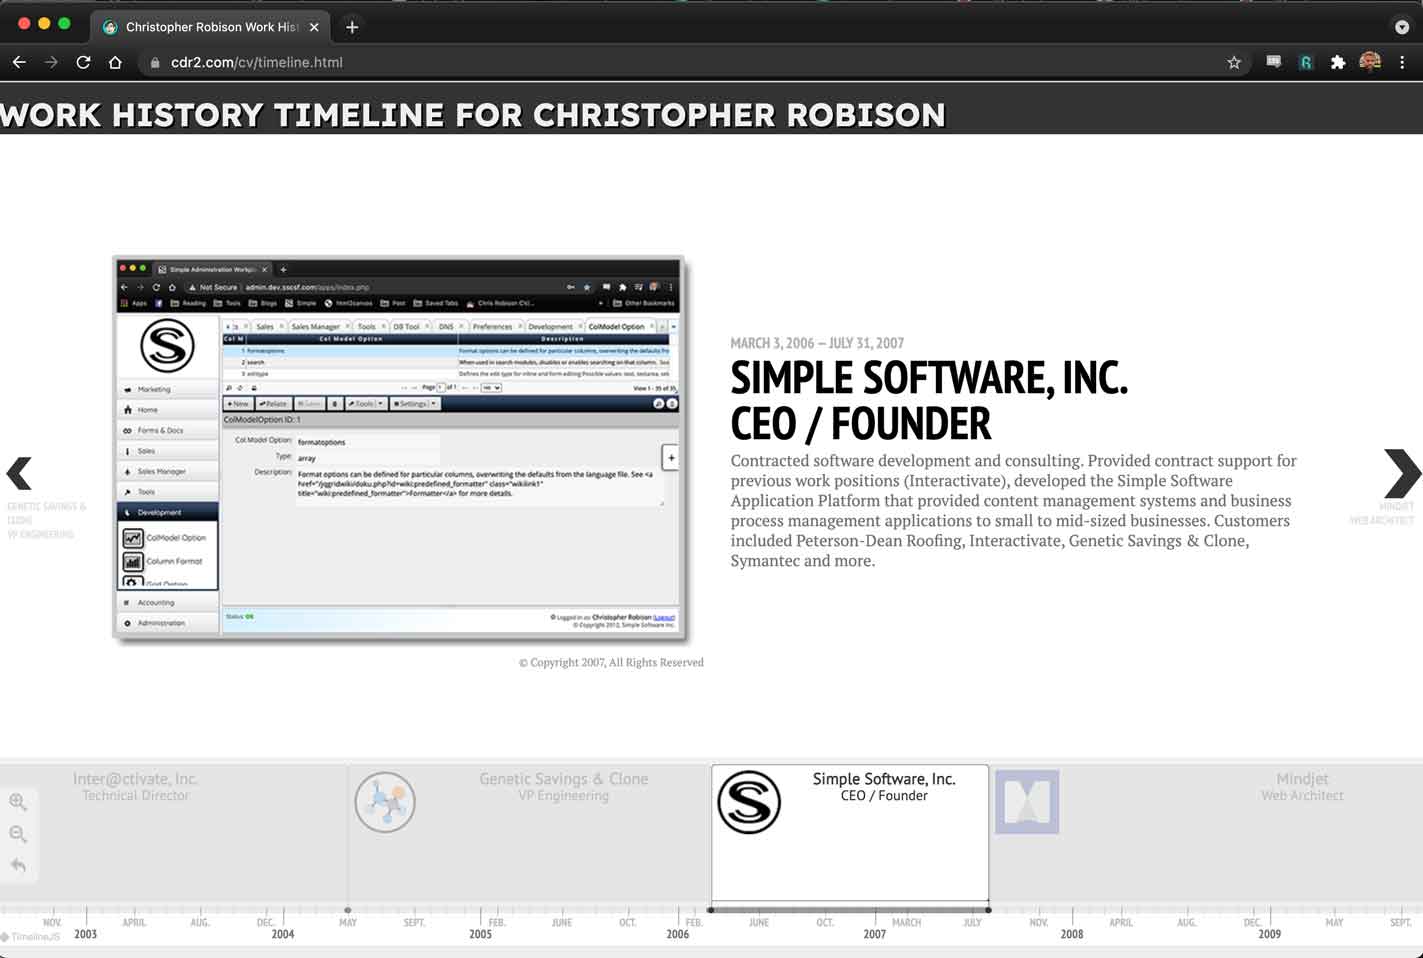 Christopher Robison Work His
cdr2.com/cv/timeline.html
WORK HISTORY TIMELINE FOR CHRISTOPHER ROBISON
Simple Administration Workpl
Not Secure | admin.dev.sscsf.com/apps/index.php
Apps Reading Tools Blogs Simple html2canvas Post Saved Tabs Chris Robison C\s(... Other Bookmarks
Sales Sales Manager Tools DB Tool DNS Preferences Development ColModel Option
Col M Col Model Option Description
1 formatoptions Format options can be defined for particular columns, overwriting the defaults fro
2 search When used in search modules, disables or enables searching on that column. See
3 edittype Defines the edit type for inline and form editing Possible values: text, textarea, sele
Page 1 of 1 View 1 - 35 of 35
New Relate Tools Settings
ColModelOption ID: 1
Col Model Option: formatoptions
Type: array
Description: Format options can be defined for particular columns, overwriting the defaults from the language file. See <a
href="/jqgridwiki/doku.php?id=wiki:predefined_formatter" class="wikilink1"
title="wiki:predefined_formatter">Formatter</a> for more details.
Marketing
Home
Forms & Docs
Sales
Sales Manager
Tools
Development
ColModel Option
Column Format
Grid Option
Accounting
Administration
Status: OK
Logged in as: Christopher Robison (Logout)
© Copyright 2012, Simple Software Inc.
© Copyright 2007, All Rights Reserved
MARCH 3, 2006 — JULY 31, 2007
SIMPLE SOFTWARE, INC.
CEO / FOUNDER
Contracted software development and consulting. Provided contract support for
previous work positions (Interactivate), developed the Simple Software
Application Platform that provided content management systems and business
process management applications to small to mid-sized businesses. Customers
included Peterson-Dean Roofing, Interactivate, Genetic Savings & Clone,
Symantec and more.
GENETIC SAVINGS &
CLONE
VP ENGINEERING
MINDJET
WEB ARCHITECT
Inter@ctivate, Inc.
Technical Director
Genetic Savings & Clone
VP Engineering
Simple Software, Inc.
CEO / Founder
Mindjet
Web Architect
NOV. APRIL AUG. DEC. MAY SEPT. FEB. JUNE OCT. FEB. JUNE OCT. MARCH JULY NOV. APRIL AUG. DEC. MAY SEPT.
2003 2004 2005 2006 2007 2008 2009
TimelineJS